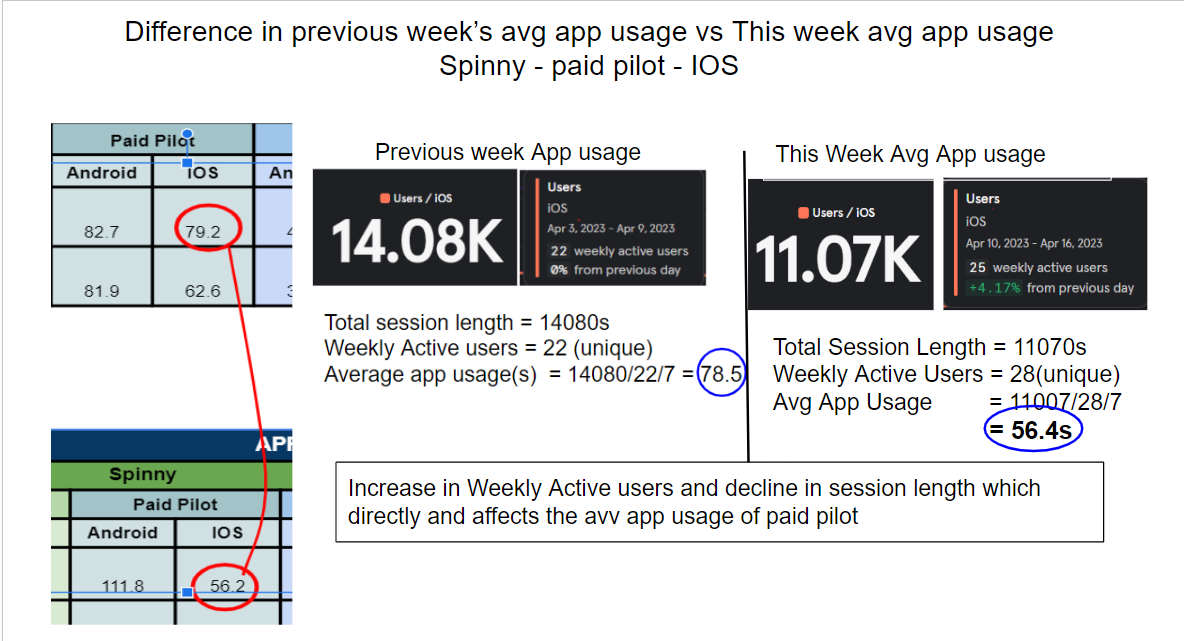 Difference in previous week’s avg app usage vs This week avg app usage
Spinny - paid pilot - IOS
Paid Pilot
Android IOS An
82.7 79.2
81.9 62.6
Previous week App usage
Users / iOS
14.08K
Users
iOS
Apr 3, 2023 - Apr 9, 2023
22 weekly active users
0% from previous day
Total session length = 14080s
Weekly Active users = 22 (unique)
Average app usage(s) = 14080/22/7 = 78.5
This Week Avg App usage
Users / iOS
11.07K
Users
iOS
Apr 10, 2023 - Apr 16, 2023
25 weekly active users
+4.17% from previous day
Total Session Length = 11070s
Weekly Active Users = 28(unique)
Avg App Usage = 11007/28/7
= 56.4s
APP
Spinny
Paid Pilot
Android IOS
111.8 56.2
Increase in Weekly Active users and decline in session length which
directly and affects the avv app usage of paid pilot